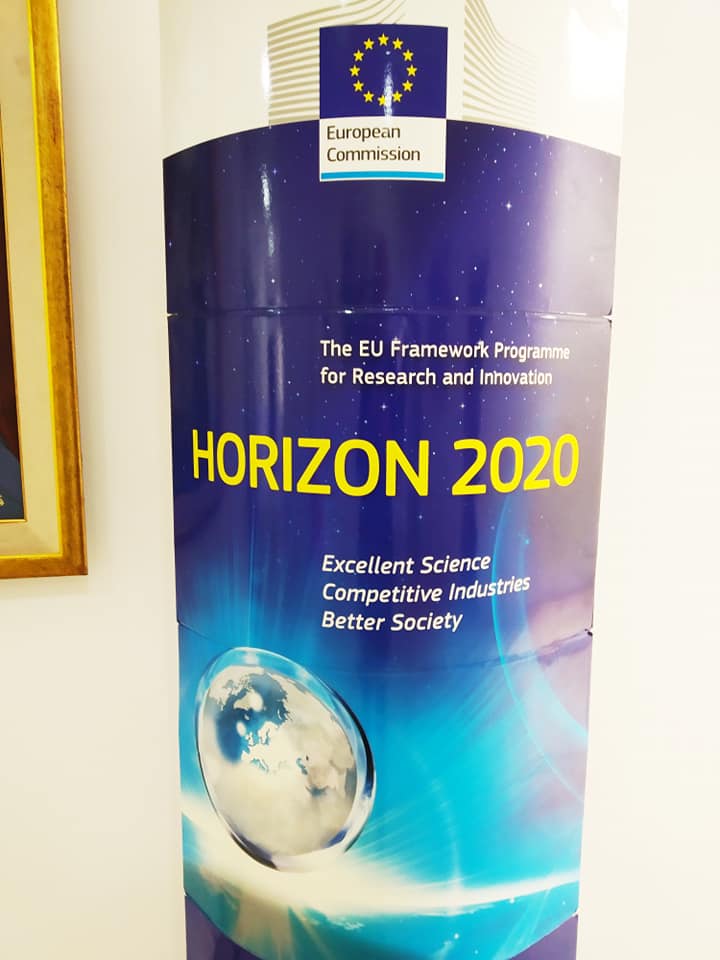 European
Commission
The EU Framework Programme
for Research and Innovation
HORIZON 2020
Excellent Science
Competitive Industries
Better Society